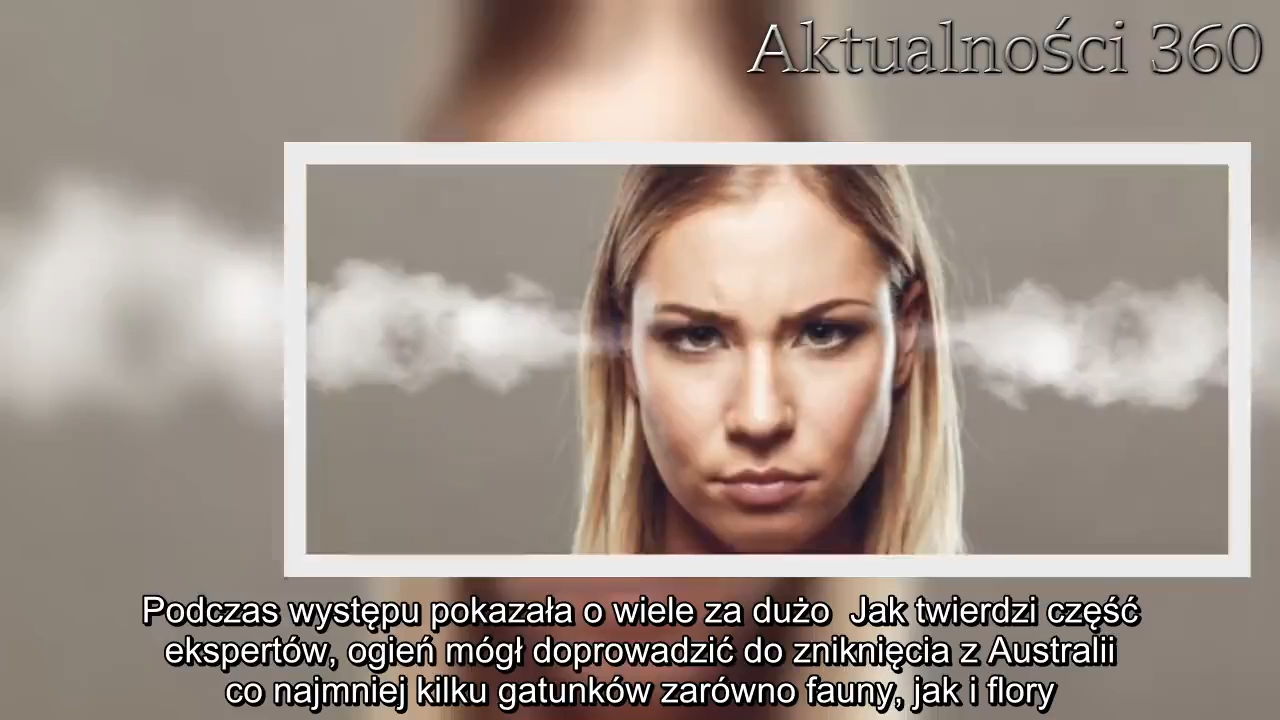 Aktualności 360
Podczas występu pokazała o wiele za dużo  Jak twierdzi część
ekspertów, ogień mógł doprowadzić do zniknięcia z Australii
co najmniej kilku gatunków zarówno fauny, jak i flory